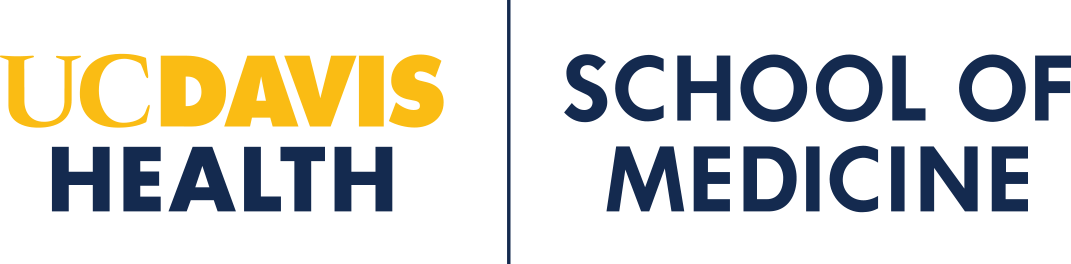 UCDAVIS
HEALTH
SCHOOL OF
MEDICINE